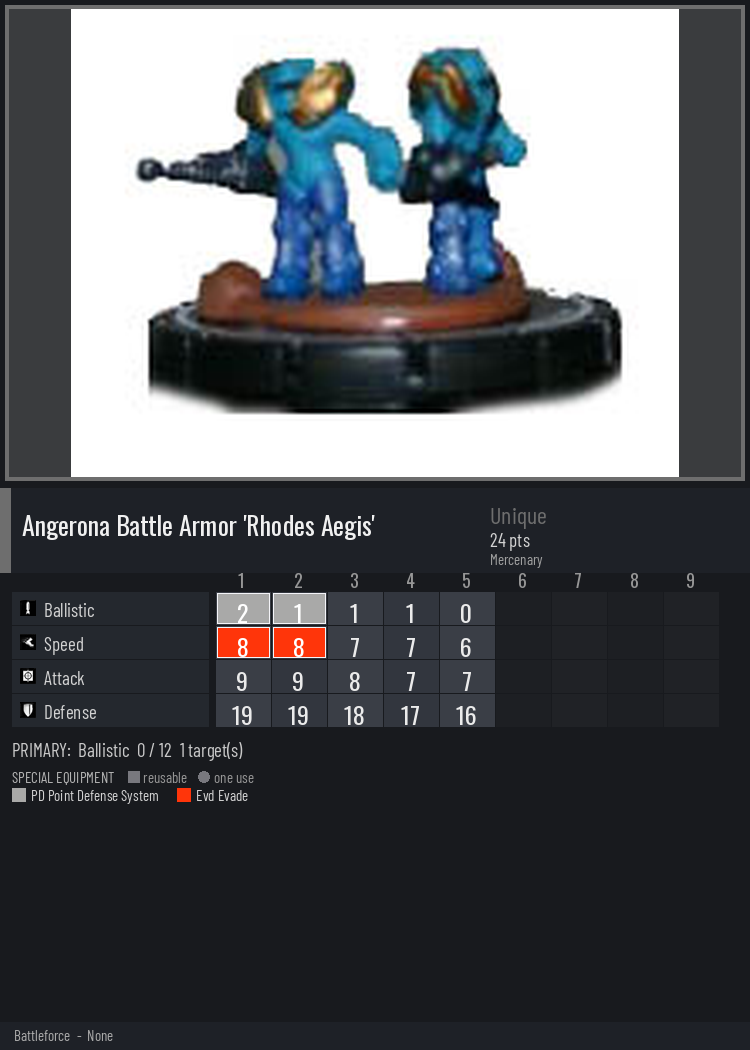 Angerona Battle Armor 'Rhodes Aegis'
Unique
24 pts
Mercenary
1 2 3 4 5 6 7 8 9
Ballistic 2 1 1 1 0
Speed 8 8 7 7 6
Attack 9 9 8 7 7
Defense 19 19 18 17 16
PRIMARY: Ballistic 0 / 12 1 target(s)
SPECIAL EQUIPMENT reusable one use
PD Point Defense System Evd Evade
Battleforce - None